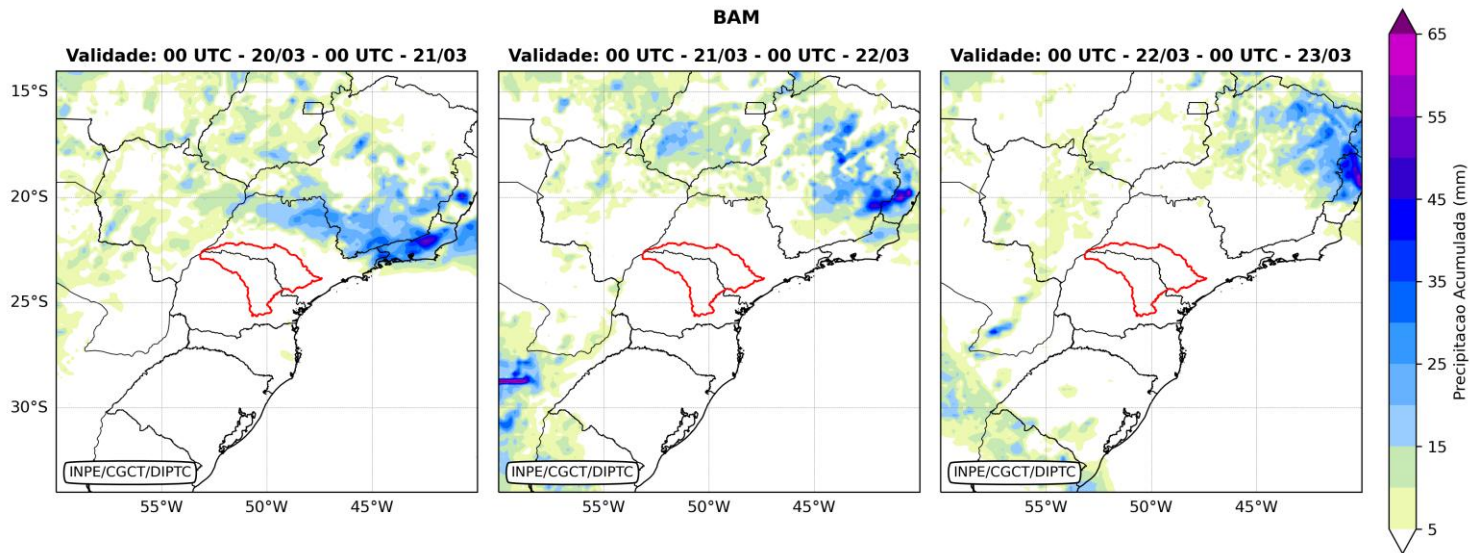 BAM
Validade: 00 UTC - 20/03 - 00 UTC - 21/03
Validade: 00 UTC - 21/03 - 00 UTC - 22/03
Validade: 00 UTC - 22/03 - 00 UTC - 23/03
15°S
20°S
25°S
30°S
INPE/CGCT/DIPTC
INPE/CGCT/DIPTC
INPE/CGCT/DIPTC
55°W 50°W 45°W
55°W 50°W 45°W
55°W 50°W 45°W
65
55
45
35
25
15
5
Precipitacao Acumulada (mm)